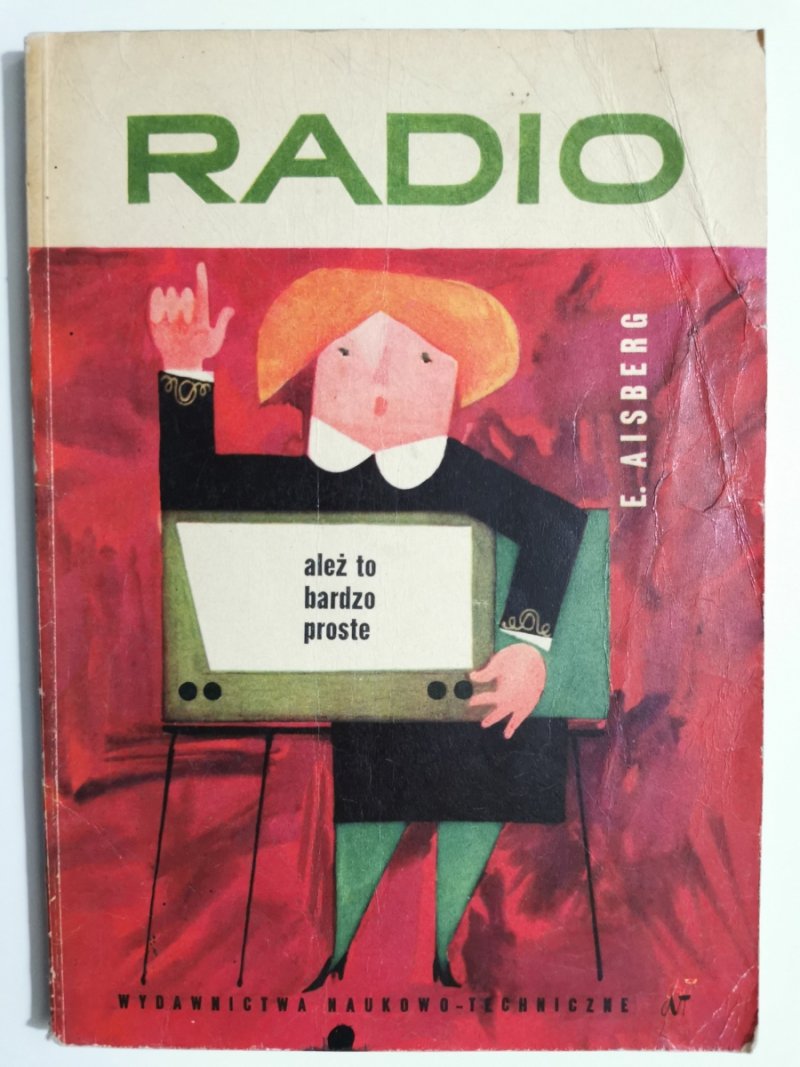 RADIO
E. AISBERG
ależ to
bardzo
proste
WYDAWNICTWA NAUKOWO-TECHNICZNE